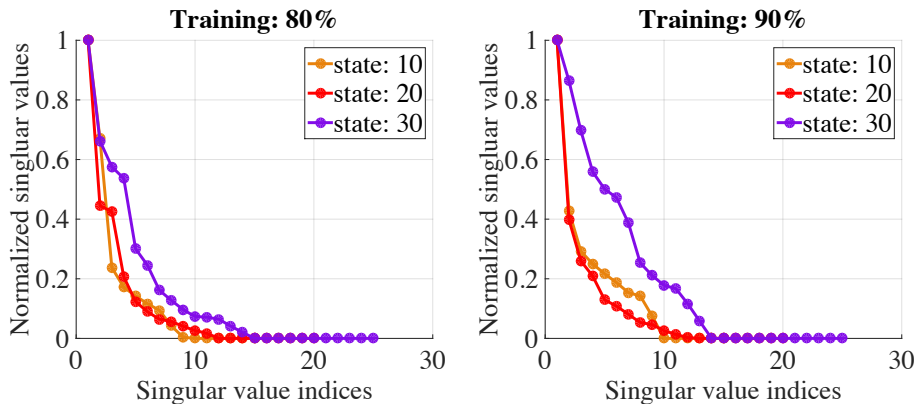 Training: 80%
Normalized singluar values
1
0.8
0.6
0.4
0.2
0
0
10
20
30
Singular value indices
state: 10
state: 20
state: 30
Training: 90%
Normalized singluar values
1
0.8
0.6
0.4
0.2
0
0
10
20
30
Singular value indices
state: 10
state: 20
state: 30